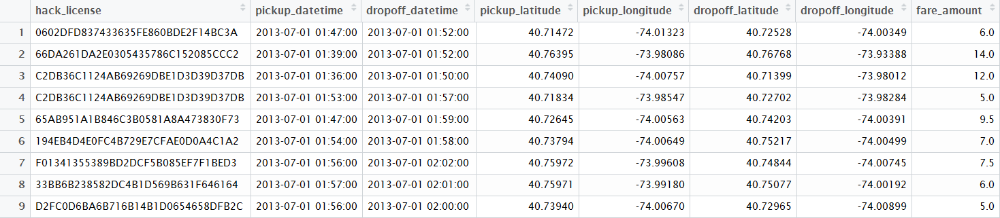 hack_license pickup_datetime dropoff_datetime pickup_latitude pickup_longitude dropoff_latitude dropoff_longitude fare_amount
1 0602DFD837433635FE860BDE2F14BC3A 2013-07-01 01:47:00 2013-07-01 01:52:00 40.71472 -74.01323 40.72528 -74.00349 6.0
2 66DA261DA2E0305435786C152085CCC2 2013-07-01 01:39:00 2013-07-01 01:52:00 40.76395 -73.98086 40.76768 -73.93388 14.0
3 C2DB36C1124AB69269DBE1D3D39D37DB 2013-07-01 01:36:00 2013-07-01 01:50:00 40.74090 -74.00757 40.71399 -73.98012 12.0
4 C2DB36C1124AB69269DBE1D3D39D37DB 2013-07-01 01:53:00 2013-07-01 01:57:00 40.71834 -73.98547 40.72702 -73.98284 5.0
5 65AB951A1B846C3B0581A8A473830F73 2013-07-01 01:47:00 2013-07-01 01:59:00 40.72645 -74.00563 40.74203 -74.00391 9.5
6 194EB4D4E0FC4B729E7CFAE0D0A4C1A2 2013-07-01 01:54:00 2013-07-01 01:58:00 40.73794 -74.00649 40.75217 -74.00499 7.0
7 F01341355389BD2DCF5B085EF7F1BED3 2013-07-01 01:56:00 2013-07-01 02:02:00 40.75972 -73.99608 40.74844 -74.00745 7.5
8 33BB6B238582DC4B1D569B631F646164 2013-07-01 01:57:00 2013-07-01 02:01:00 40.75971 -73.99180 40.75077 -74.00192 6.0
9 D2FC0D6BA6B716B14B1D0654658DFB2C 2013-07-01 01:56:00 2013-07-01 02:00:00 40.73940 -74.00670 40.72965 -74.00899 5.0